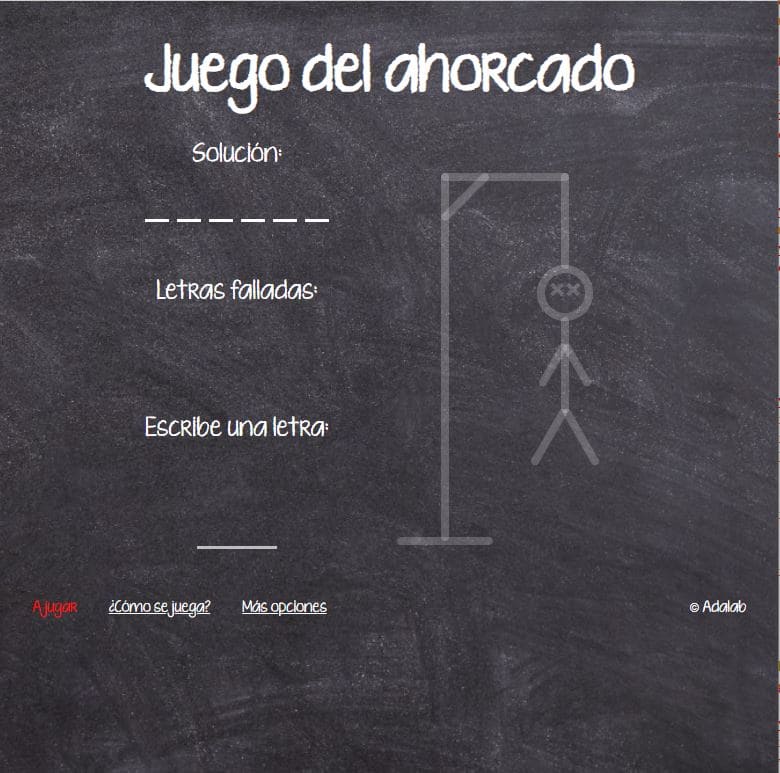 Juego del ahorcado
Solución:
Letras falladas:
Escribe una letra:
A jugar ¿Cómo se juega? Más opciones © Adalab